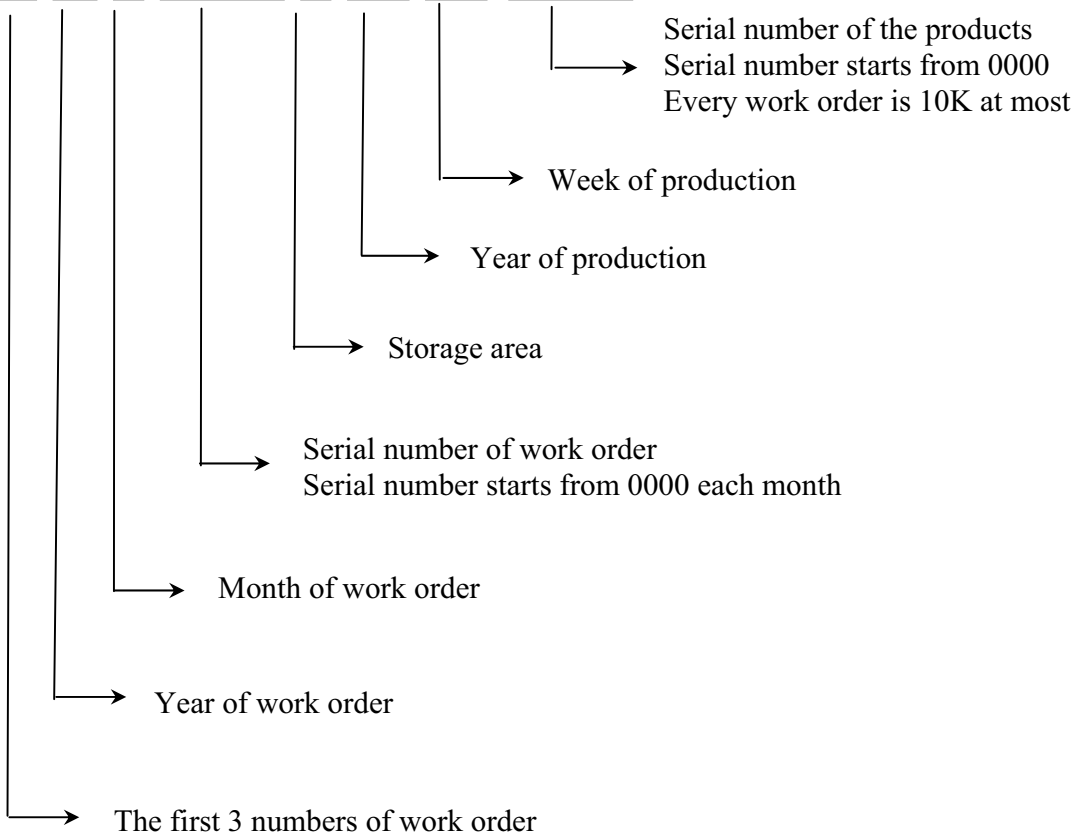 Serial number of the products
Serial number starts from 0000
Every work order is 10K at most
Week of production
Year of production
Storage area
Serial number of work order
Serial number starts from 0000 each month
Month of work order
Year of work order
The first 3 numbers of work order